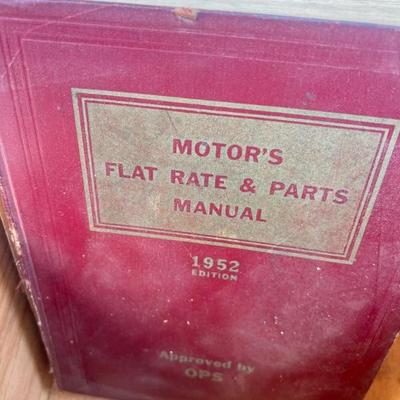 MOTOR'S
FLAT RATE & PARTS
MANUAL
1952
EDITION
Approved by
OPS